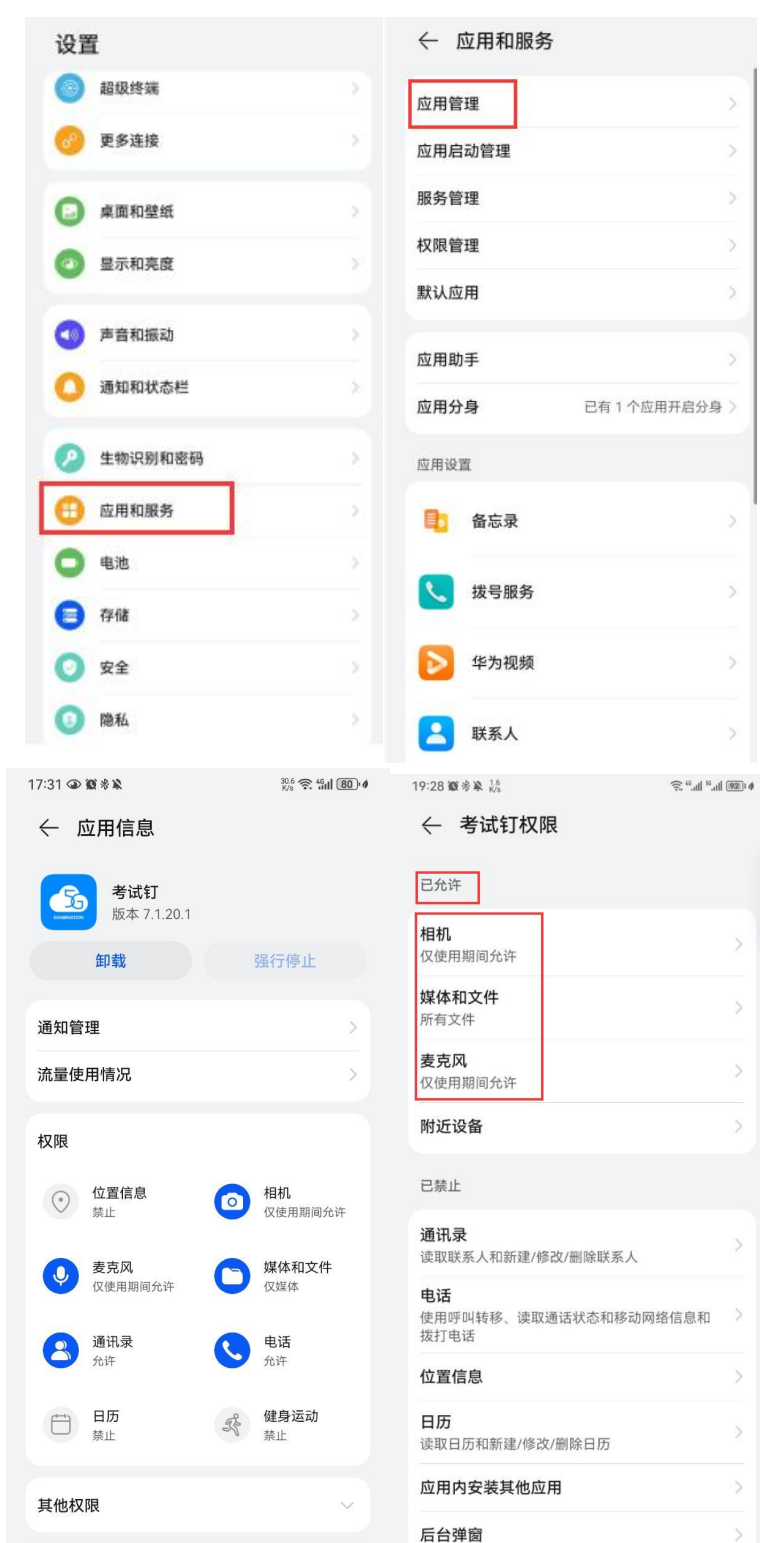 设置
超级终端
更多连接
桌面和壁纸
显示和亮度
声音和振动
通知和状态栏
生物识别和密码
应用和服务
电池
存储
安全
隐私
应用和服务
应用管理
应用启动管理
服务管理
权限管理
默认应用
应用助手
应用分身 已有 1 个应用开启分身
应用设置
备忘录
拨号服务
华为视频
联系人
17:31 30.6 K/s 4G 80
应用信息
5G
EXAMINATION
考试钉
版本 7.1.20.1
卸载 强行停止
通知管理
流量使用情况
权限
位置信息 相机
禁止 仅使用期间允许
麦克风 媒体和文件
仅使用期间允许 仅媒体
通讯录 电话
允许 允许
日历 健身运动
禁止 禁止
其他权限
19:28 1.6 K/s 92
考试钉权限
已允许
相机
仅使用期间允许
媒体和文件
所有文件
麦克风
仅使用期间允许
附近设备
已禁止
通讯录
读取联系人和新建/修改/删除联系人
电话
使用呼叫转移、读取通话状态和移动网络信息和
拨打电话
位置信息
日历
读取日历和新建/修改/删除日历
应用内安装其他应用
后台弹窗